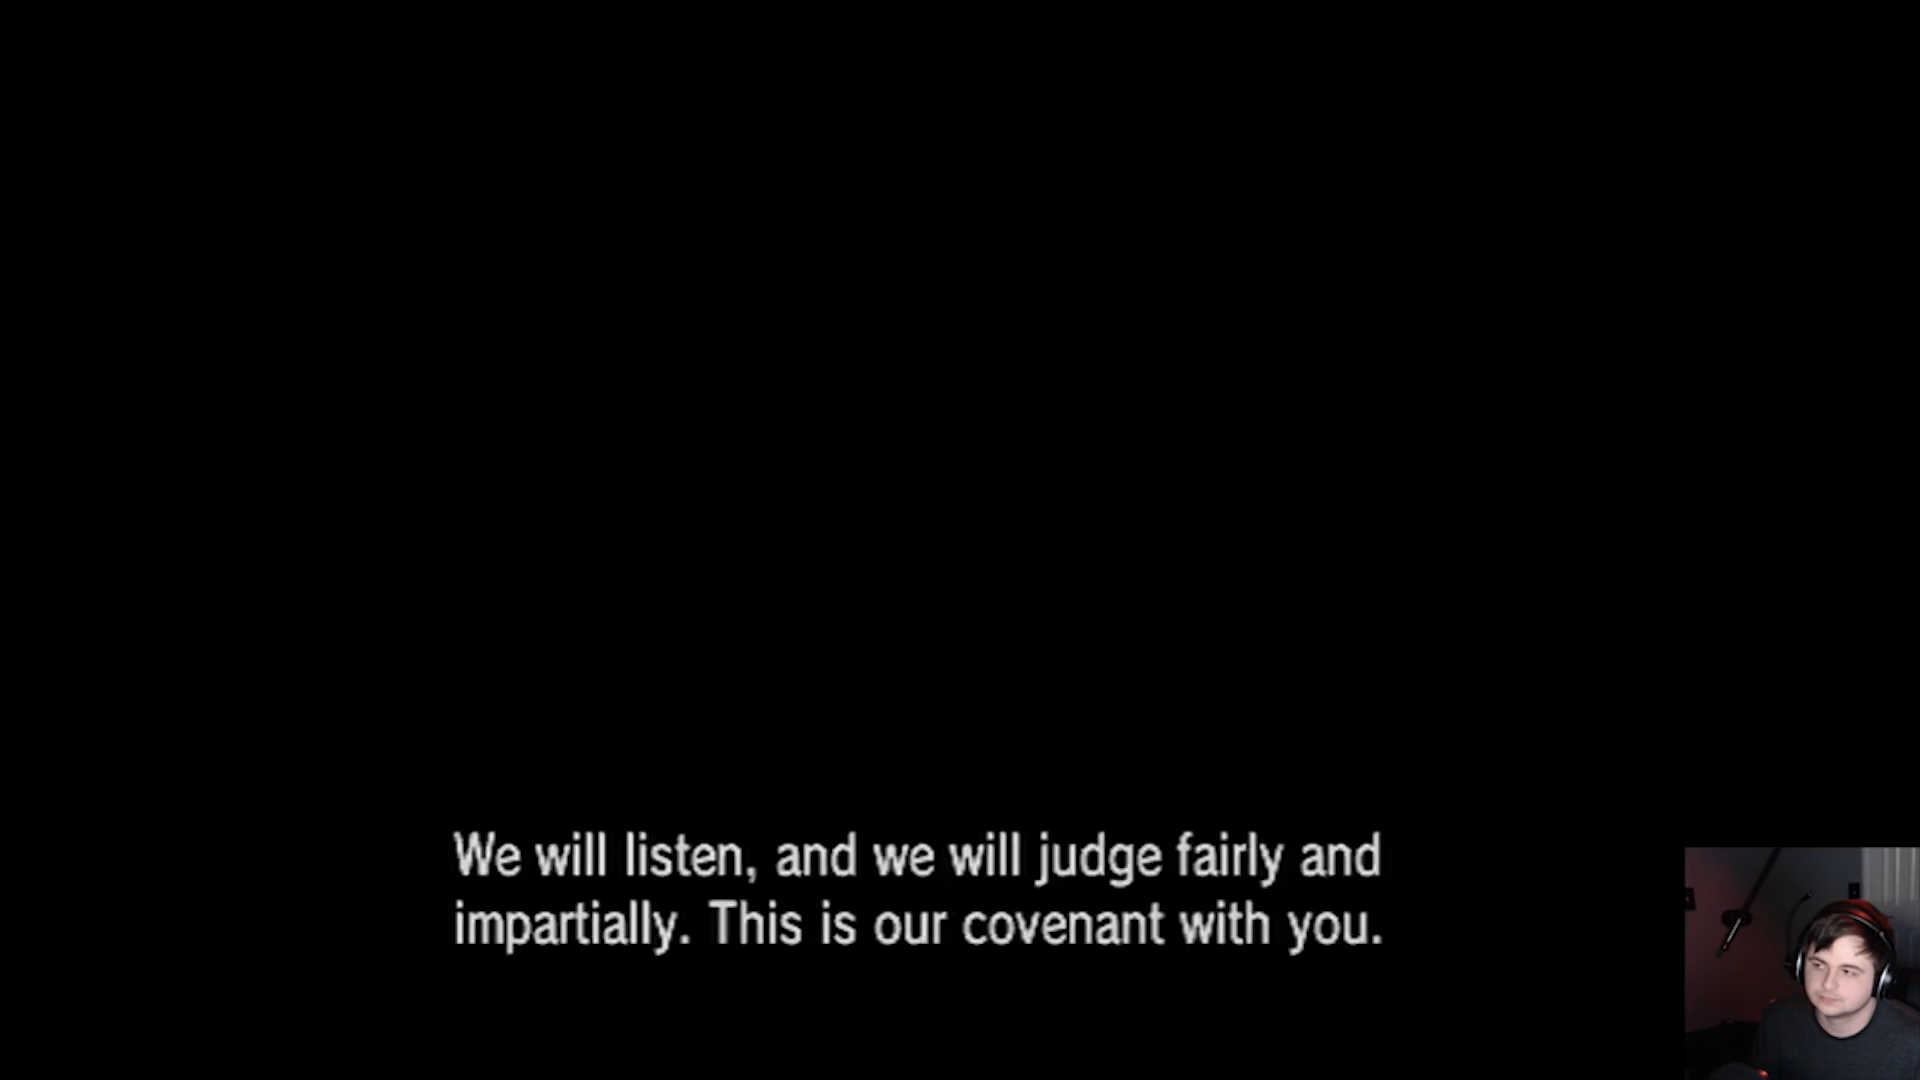 We will listen, and we will judge fairly and
impartially. This is our covenant with you.